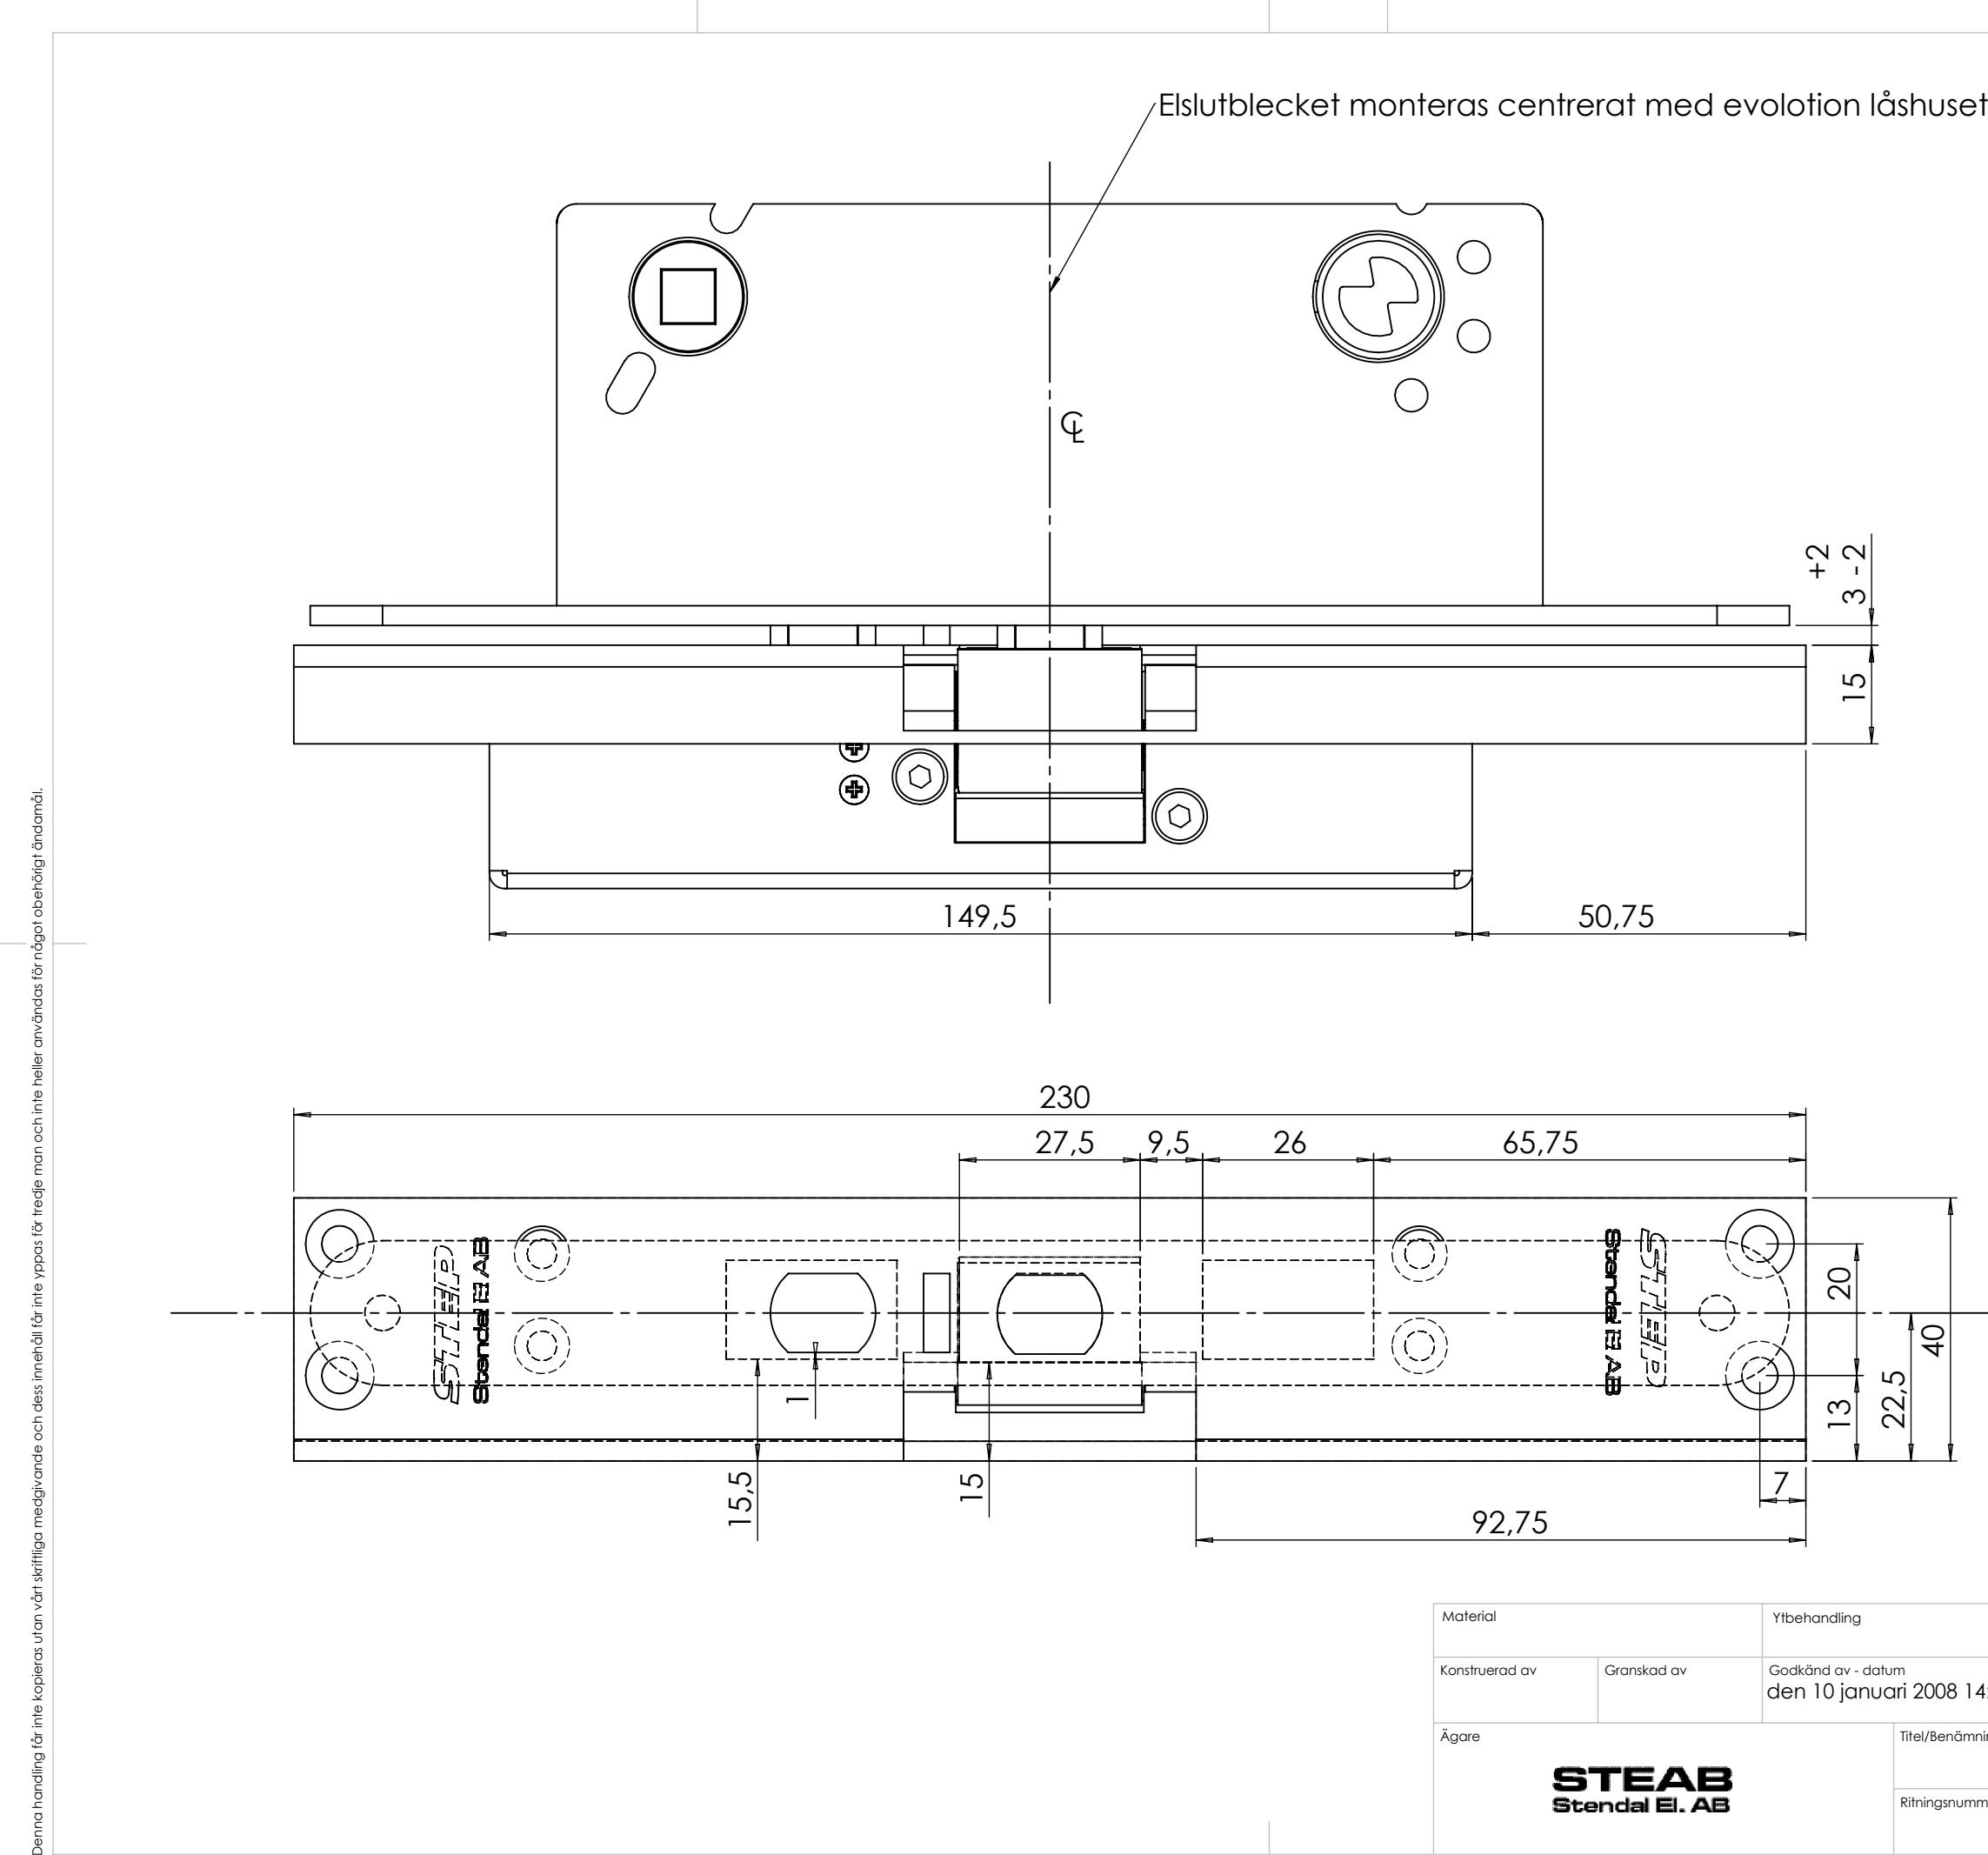 Elslutblecket monteras centrerat med evolotion låshuset
℄
+2
3 -2
15
149,5
50,75
230
27,5
9,5
26
65,75
STEP
Stendal El AB
Stendal El AB
STEP
20
40
1
13
22,5
15,5
15
7
92,75
Denna handling får inte kopieras utan vårt skriftliga medgivande och dess innehåll får inte yppas för tredje man och inte heller användas för något obehörigt ändamål.
Material
Ytbehandling
Konstruerad av
Granskad av
Godkänd av - datum
den 10 januari 2008 14
Ägare
STEAB
Stendal El. AB
Titel/Benämni
Ritningsnumm